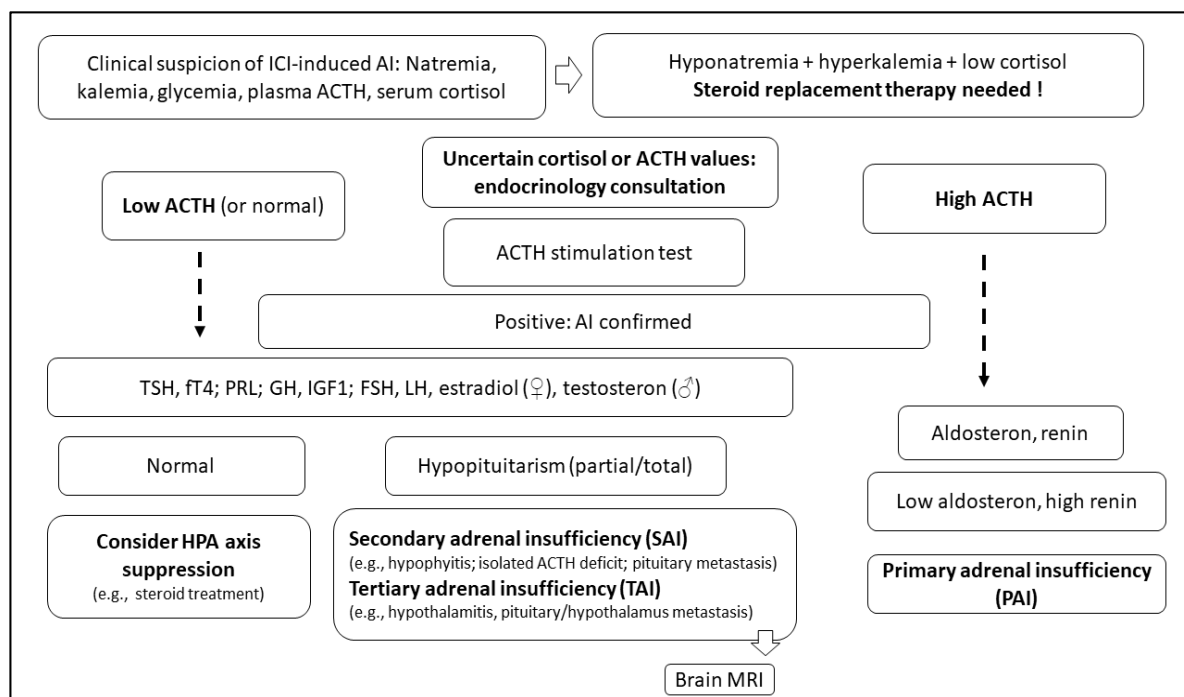 Clinical suspicion of ICI-induced AI: Natremia,
kalemia, glycemia, plasma ACTH, serum cortisol
Hyponatremia + hyperkalemia + low cortisol
Steroid replacement therapy needed !
Uncertain cortisol or ACTH values:
endocrinology consultation
Low ACTH (or normal)
High ACTH
ACTH stimulation test
Positive: AI confirmed
TSH, fT4; PRL; GH, IGF1; FSH, LH, estradiol (♀), testosteron (♂)
Aldosteron, renin
Normal
Hypopituitarism (partial/total)
Low aldosteron, high renin
Consider HPA axis
suppression
(e.g., steroid treatment)
Secondary adrenal insufficiency (SAI)
(e.g., hypophyitis; isolated ACTH deficit; pituitary metastasis)
Tertiary adrenal insufficiency (TAI)
(e.g., hypothalamitis, pituitary/hypothalamus metastasis)
Primary adrenal insufficiency
(PAI)
Brain MRI